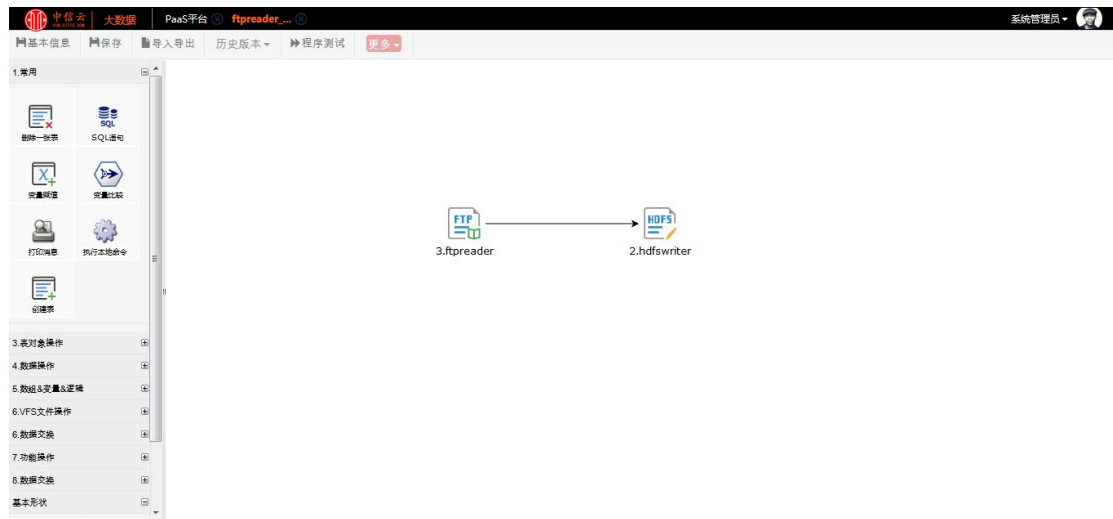 中信云 大数据 PaaS平台 ftpreader_... 系统管理员
基本信息 保存 导入导出 历史版本 程序测试 更多
1.常用
SQL
删除一张表 SQL语句
变量赋值 变量比较
打印消息 执行本地命令
创建表
FTP HDFS
3.ftpreader 2.hdfswriter
3.表对象操作
4.数据操作
5.数组&变量&逻辑
6.VFS文件操作
6.数据交换
7.功能操作
8.数据交换
基本形状